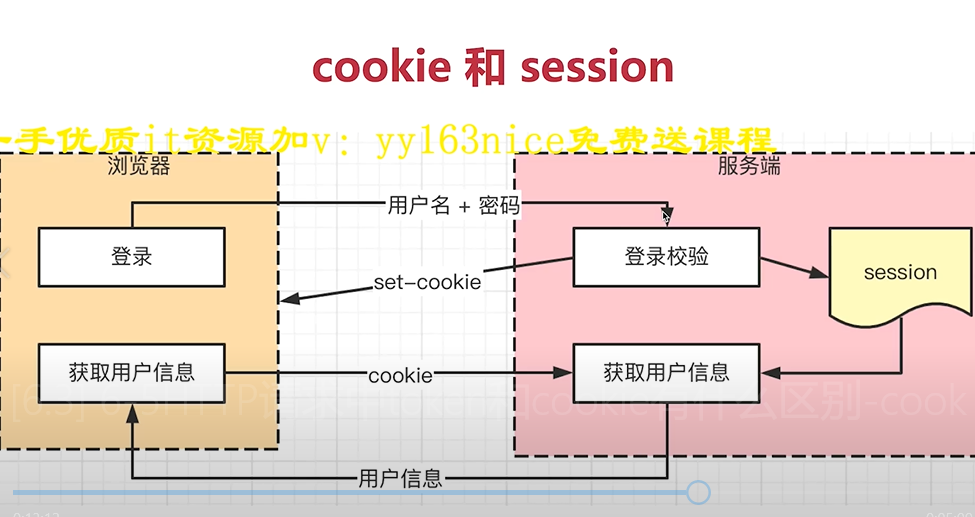 cookie 和 session
手优质it资源加v：yy163nice免费送课程
浏览器
服务端
用户名 + 密码
登录
登录校验
session
set-cookie
获取用户信息
cookie
获取用户信息
用户信息